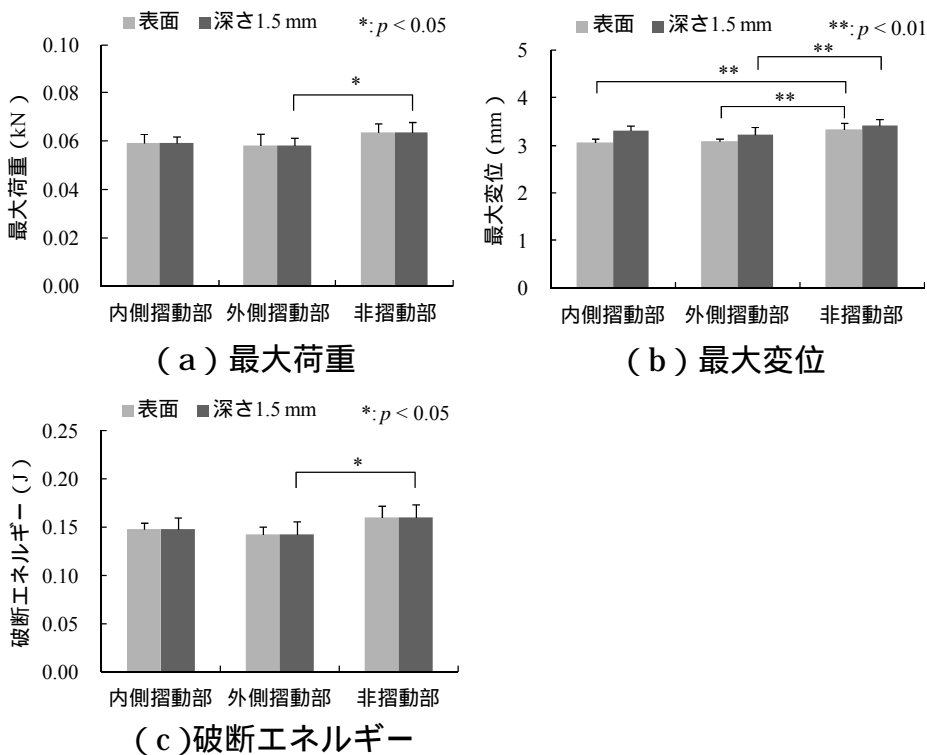 表面 深さ1.5 mm *: p < 0.05
0.10
0.08
0.06
0.04
0.02
0.00
最大荷重 (kN)
*
内側摺動部 外側摺動部 非摺動部
(a) 最大荷重
表面 深さ1.5 mm **: p < 0.01
5
4
3
2
1
0
最大変位 (mm)
**
**
**
内側摺動部 外側摺動部 非摺動部
(b) 最大変位
表面 深さ1.5 mm *: p < 0.05
0.25
0.20
0.15
0.10
0.05
0.00
破断エネルギー (J)
*
内側摺動部 外側摺動部 非摺動部
(c) 破断エネルギー